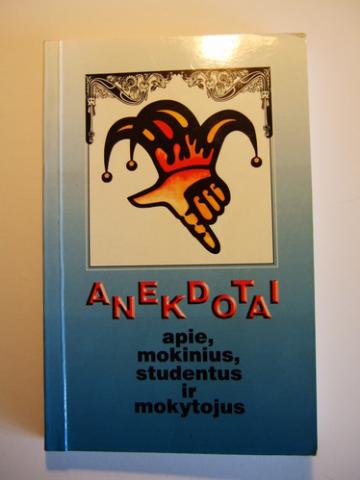 ANEKDOTAI
apie,
mokinius,
studentus
ir
mokytojus